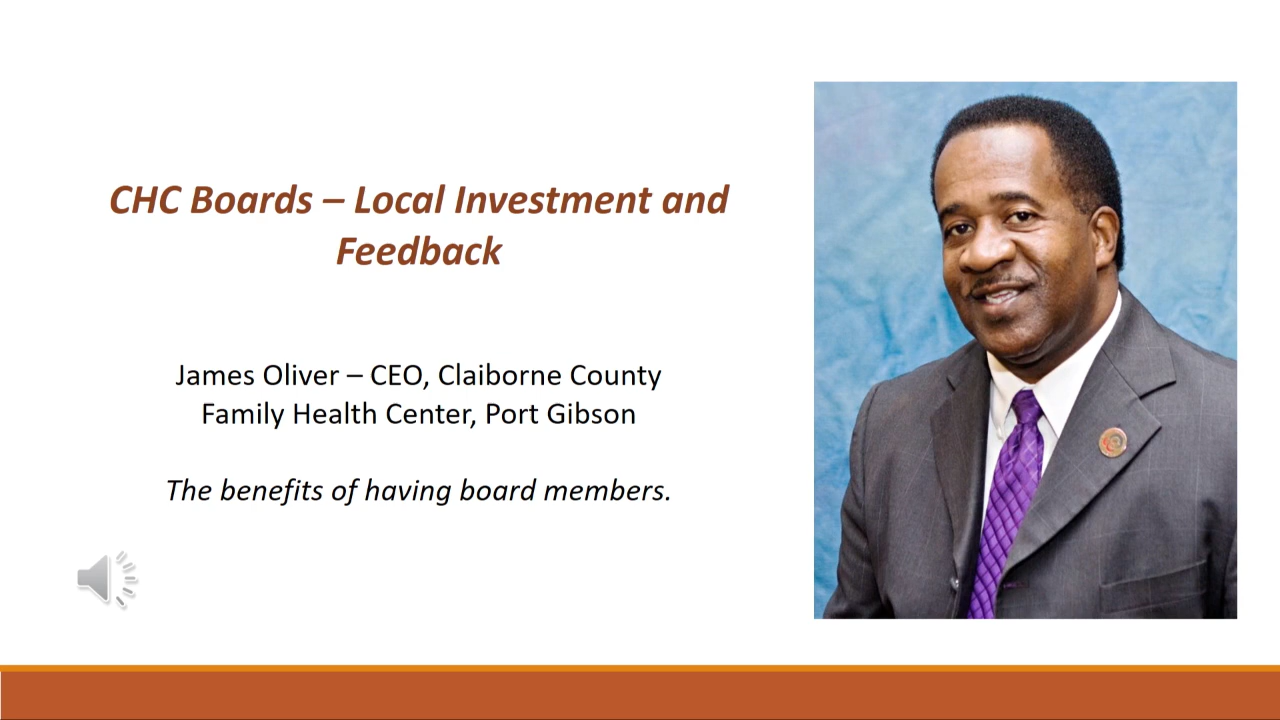 CHC Boards – Local Investment and
Feedback
James Oliver – CEO, Claiborne County
Family Health Center, Port Gibson
The benefits of having board members.